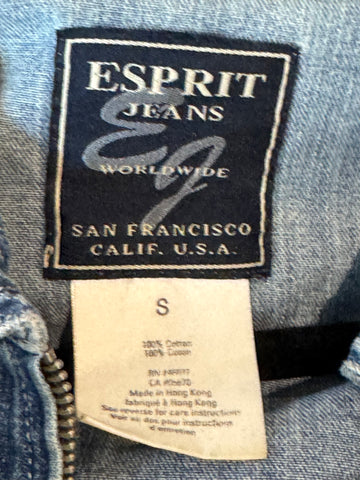 ESPRIT
JEANS
EJ
WORLDWIDE
SAN FRANCISCO
CALIF. U.S.A.
S
100% Cotton
100% Coton
RN
CA
Made in Hong Kong
fabriqué à Hong Kong
See reverse for care instructions
Voir au dos pour instructions
d'entretien